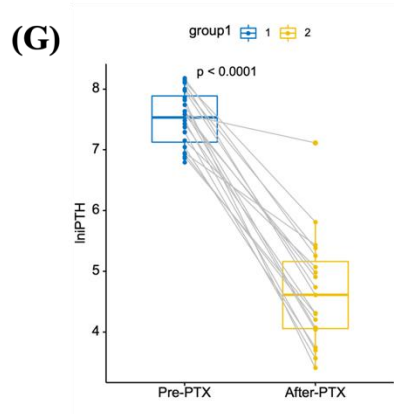 (G)
group1 1 2
p < 0.0001
8
7
6
5
4
lniPTH
Pre-PTX After-PTX